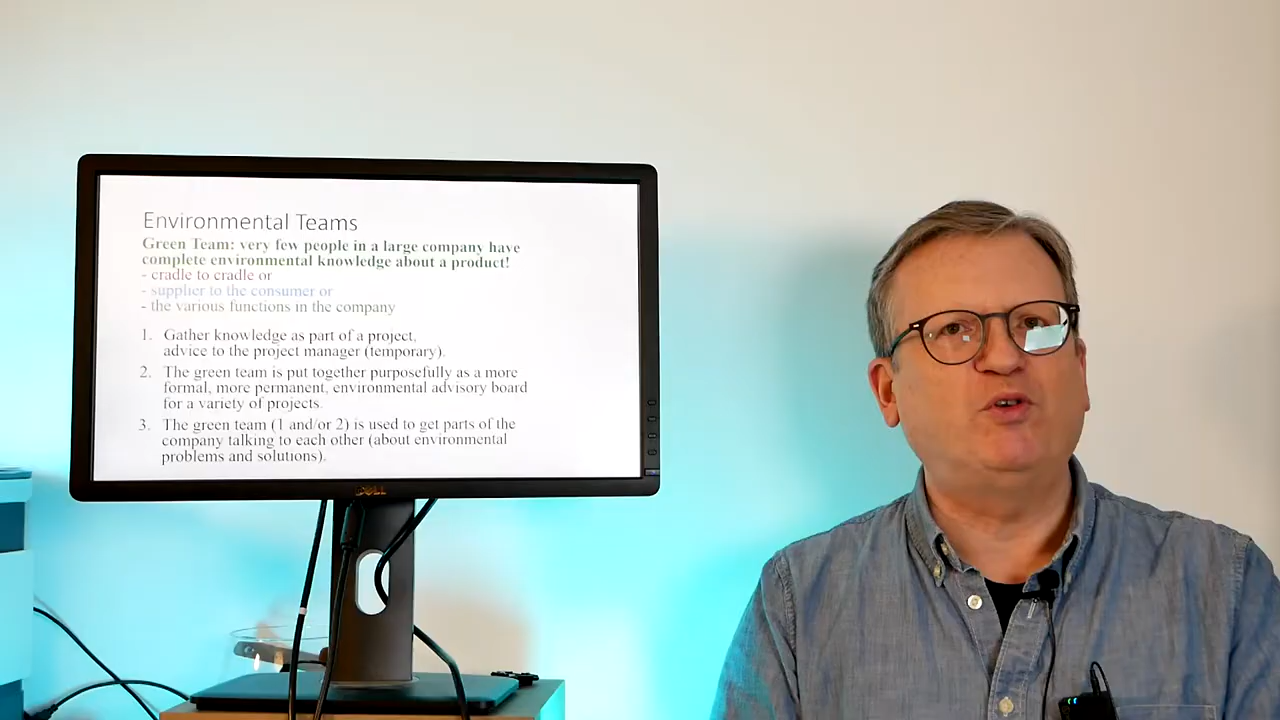 Environmental Teams
Green Team: very few people in a large company have
complete environmental knowledge about a product!
- cradle to cradle or
- supplier to the consumer or
- the various functions in the company
1. Gather knowledge as part of a project,
advice to the project manager (temporary).
2. The green team is put together purposefully as a more
formal, more permanent, environmental advisory board
for a variety of projects.
3. The green team (1 and/or 2) is used to get parts of the
company talking to each other (about environmental
problems and solutions).
DELL